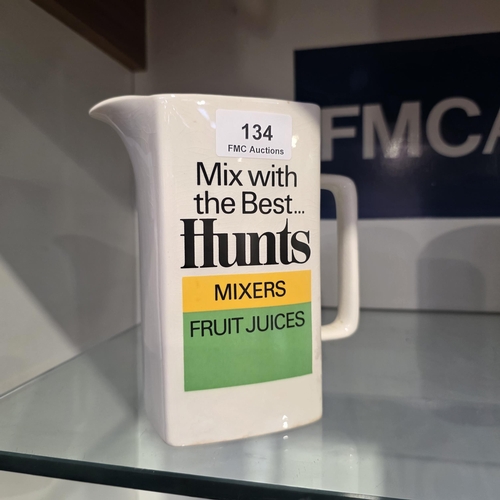 134
FMC Auctions
Mix with
the Best...
Hunts
MIXERS
FRUIT JUICES
FMCA